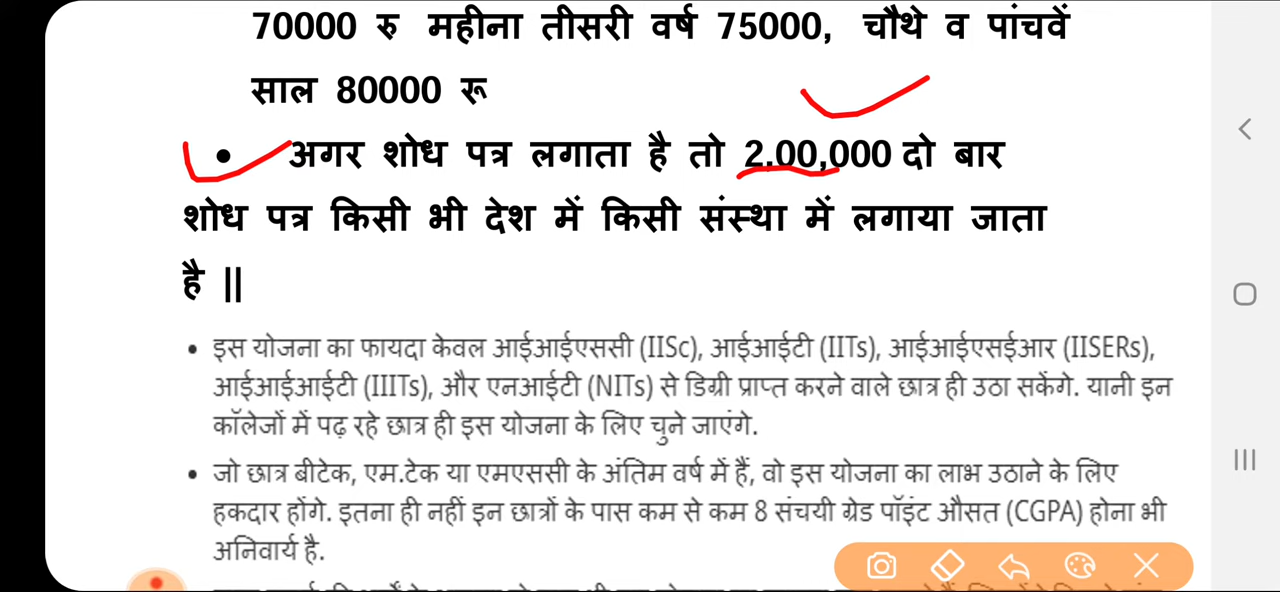 70000 रु महीना तीसरी वर्ष 75000, चौथे व पांचवें
साल 80000 रू
• अगर शोध पत्र लगाता है तो 2.00,000 दो बार
शोध पत्र किसी भी देश में किसी संस्था में लगाया जाता
है ||
• इस योजना का फायदा केवल आईआईएससी (IISc), आईआईटी (IITs), आईआईएसईआर (IISERs),
आईआईआईटी (IIITs), और एनआईटी (NITs) से डिग्री प्राप्त करने वाले छात्र ही उठा सकेंगे. यानी इन
कॉलेजों में पढ़ रहे छात्र ही इस योजना के लिए चुने जाएंगे.
• जो छात्र बीटेक, एम.टेक या एमएससी के अंतिम वर्ष में हैं, वो इस योजना का लाभ उठाने के लिए
हकदार होंगे. इतना ही नहीं इन छात्रों के पास कम से कम 8 संचयी ग्रेड पॉइंट औसत (CGPA) होना भी
अनिवार्य है.